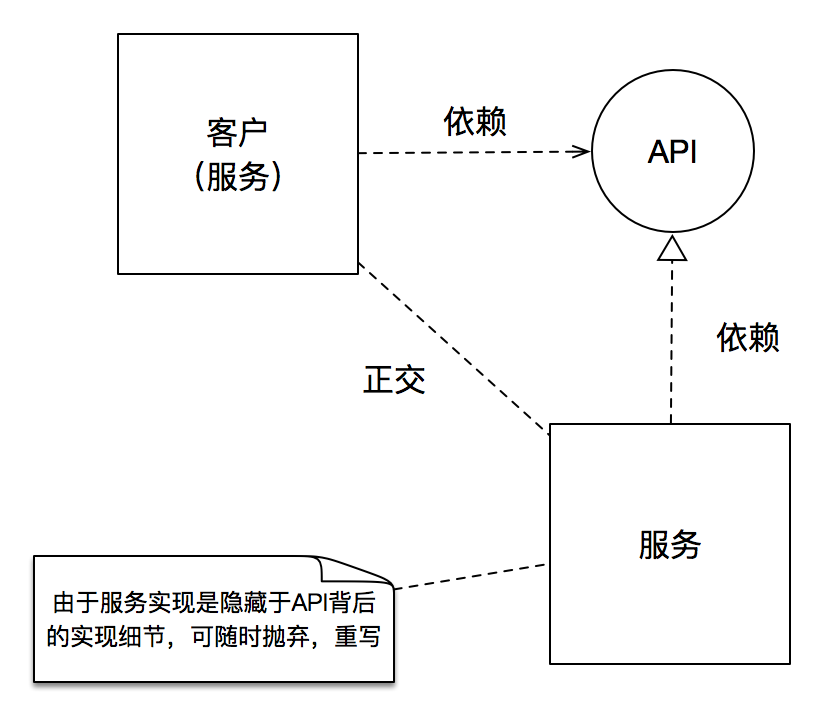 客户
（服务）
依赖
API
依赖
正交
服务
由于服务实现是隐藏于API背后
的实现细节，可随时抛弃，重写